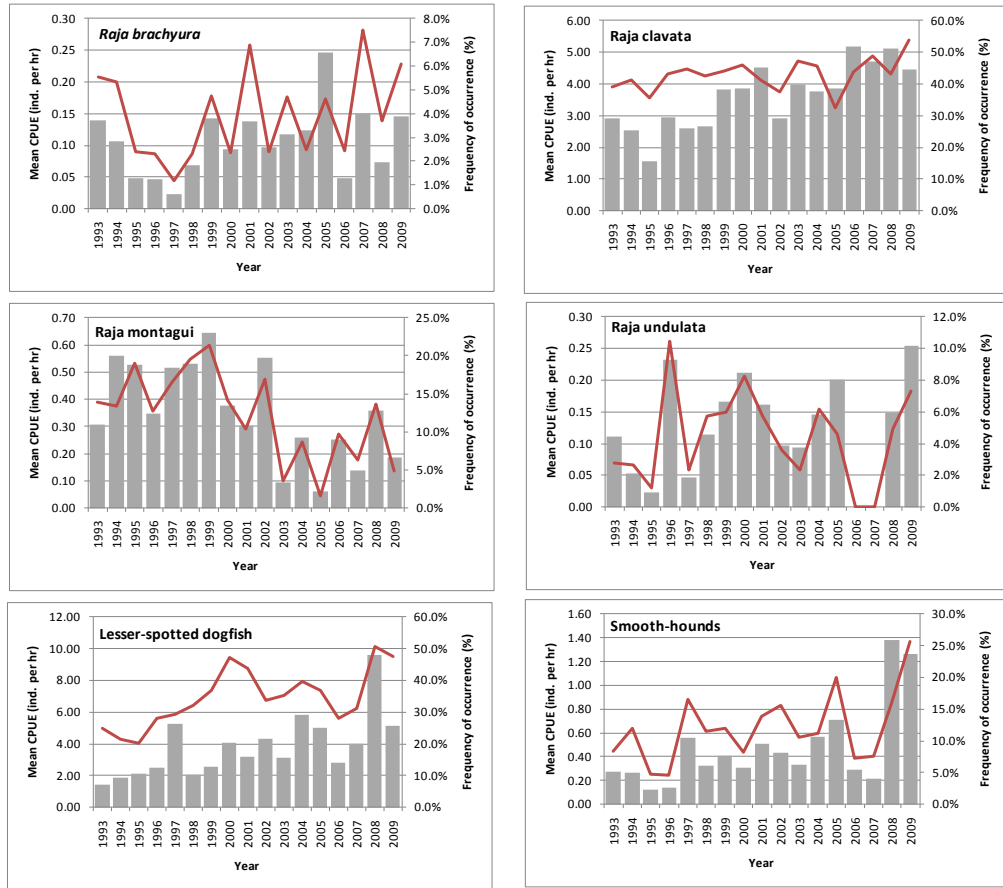 Raja brachyura
Mean CPUE (ind. per hr)
0.30
0.25
0.20
0.15
0.10
0.05
0.00
8.0%
7.0%
6.0%
5.0%
4.0%
3.0%
2.0%
1.0%
0.0%
Frequency of occurrence (%)
1993 1994 1995 1996 1997 1998 1999 2000 2001 2002 2003 2004 2005 2006 2007 2008 2009
Year
Raja clavata
Mean CPUE (ind. per hr)
6.00
5.00
4.00
3.00
2.00
1.00
0.00
60.0%
50.0%
40.0%
30.0%
20.0%
10.0%
0.0%
Frequency of occurrence (%)
1993 1994 1995 1996 1997 1998 1999 2000 2001 2002 2003 2004 2005 2006 2007 2008 2009
Year
Raja montagui
Mean CPUE (ind. per hr)
0.70
0.60
0.50
0.40
0.30
0.20
0.10
0.00
25.0%
20.0%
15.0%
10.0%
5.0%
0.0%
Frequency of occurrence (%)
1993 1994 1995 1996 1997 1998 1999 2000 2001 2002 2003 2004 2005 2006 2007 2008 2009
Year
Raja undulata
Mean CPUE (ind. per hr)
0.30
0.25
0.20
0.15
0.10
0.05
0.00
12.0%
10.0%
8.0%
6.0%
4.0%
2.0%
0.0%
Frequency of occurrence (%)
1993 1994 1995 1996 1997 1998 1999 2000 2001 2002 2003 2004 2005 2006 2007 2008 2009
Year
Lesser-spotted dogfish
Mean CPUE (ind. per hr)
12.00
10.00
8.00
6.00
4.00
2.00
0.00
60.0%
50.0%
40.0%
30.0%
20.0%
10.0%
0.0%
Frequency of occurrence (%)
1993 1994 1995 1996 1997 1998 1999 2000 2001 2002 2003 2004 2005 2006 2007 2008 2009
Year
Smooth-hounds
Mean CPUE (ind. per hr)
1.60
1.40
1.20
1.00
0.80
0.60
0.40
0.20
0.00
30.0%
25.0%
20.0%
15.0%
10.0%
5.0%
0.0%
Frequency of occurrence (%)
1993 1994 1995 1996 1997 1998 1999 2000 2001 2002 2003 2004 2005 2006 2007 2008 2009
Year